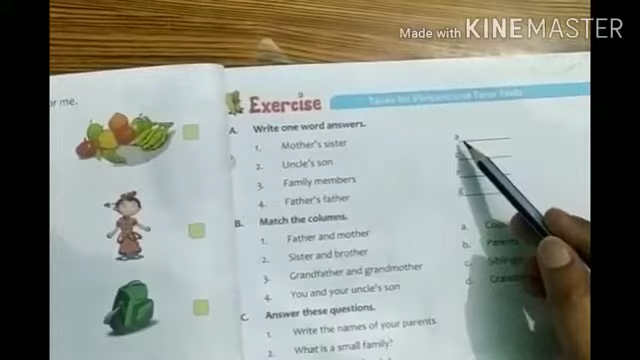 Made with KINEMASTER
or me.
Exercise
A. Write one word answers.
1. Mother's sister
2. Uncle's son
3. Family members
4. Father's father
B. Match the columns.
1. Father and mother
2. Sister and brother
3. Grandfather and grandmother
4. You and your uncle's son
a.
b. Parents
c. Siblings
d.
C. Answer these questions.
1. Write the names of your parents.
2. What is a small family?